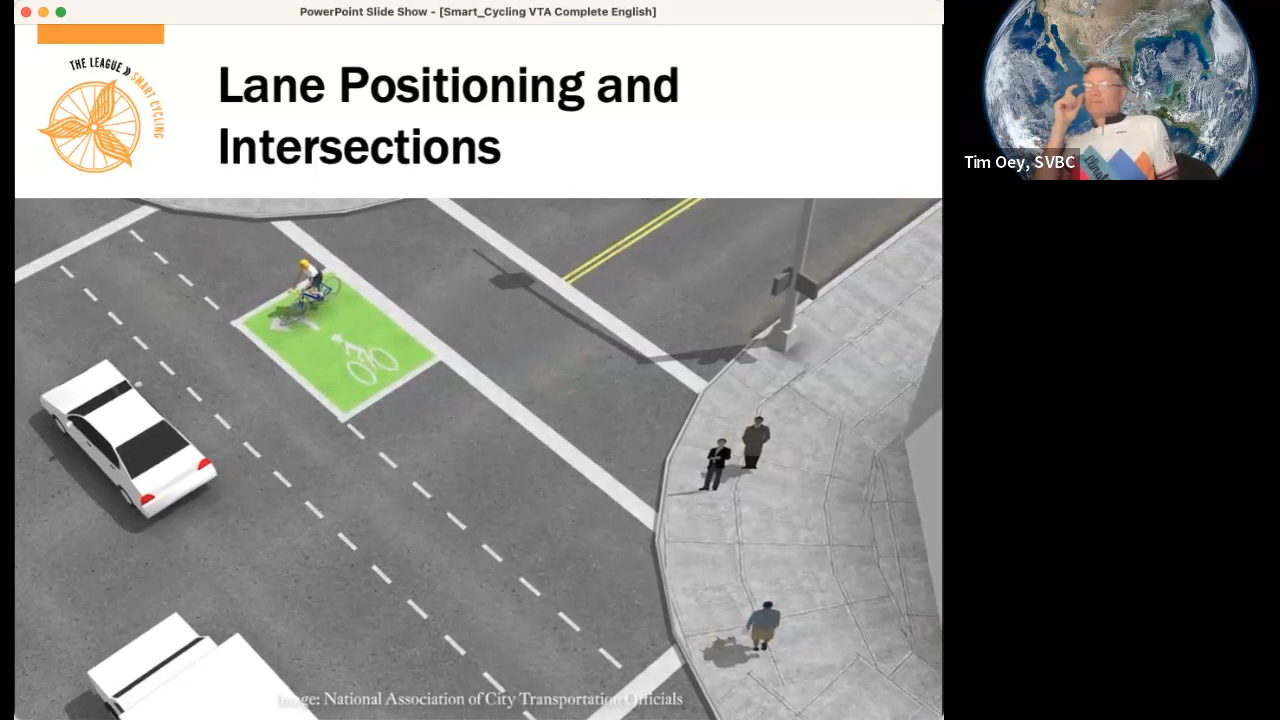 PowerPoint Slide Show - [Smart_Cycling VTA Complete English]
THE LEAGUE
SMART CYCLING
Lane Positioning and
Intersections
Tim Oey, SVBC
Image: National Association of City Transportation Officials